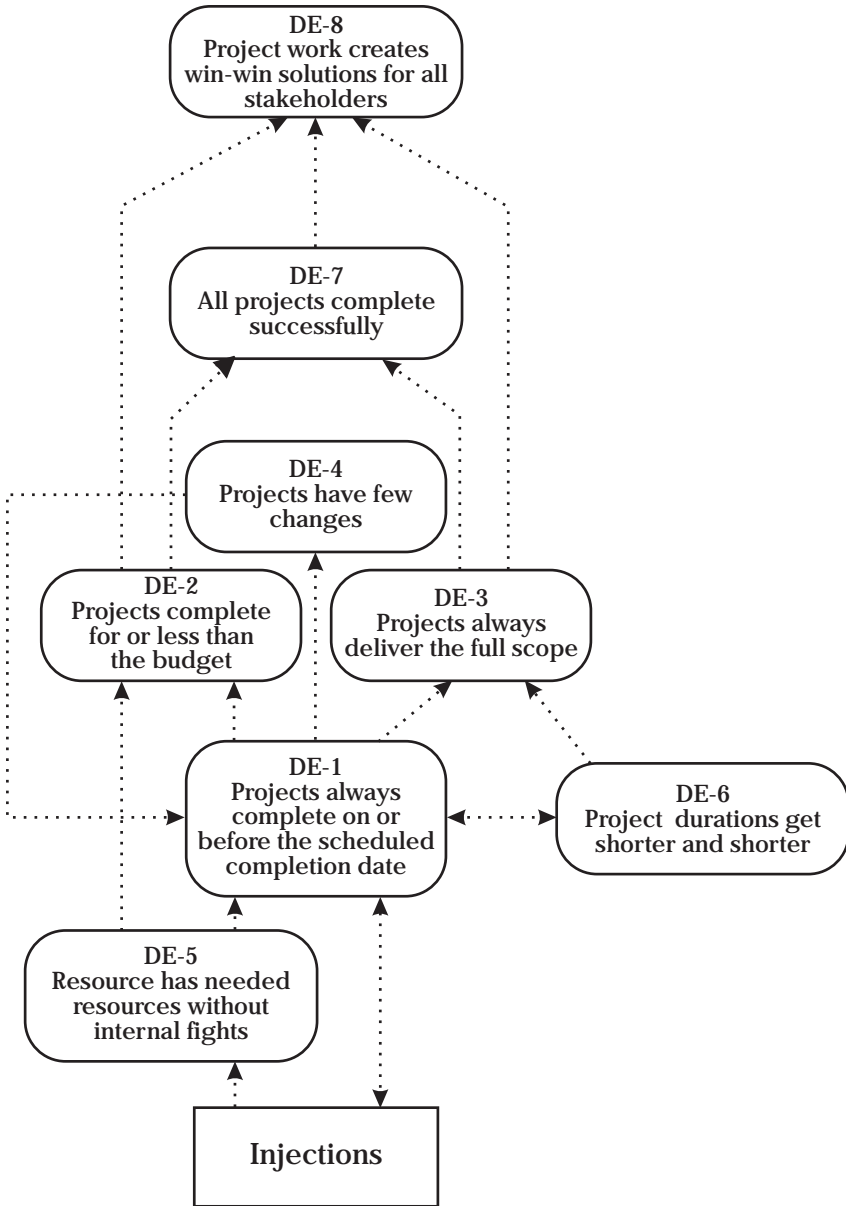 DE-8
Project work creates
win-win solutions for all
stakeholders
DE-7
All projects complete
successfully
DE-4
Projects have few
changes
DE-2
Projects complete
for or less than
the budget
DE-3
Projects always
deliver the full scope
DE-1
Projects always
complete on or
before the scheduled
completion date
DE-6
Project durations get
shorter and shorter
DE-5
Resource has needed
resources without
internal fights
Injections